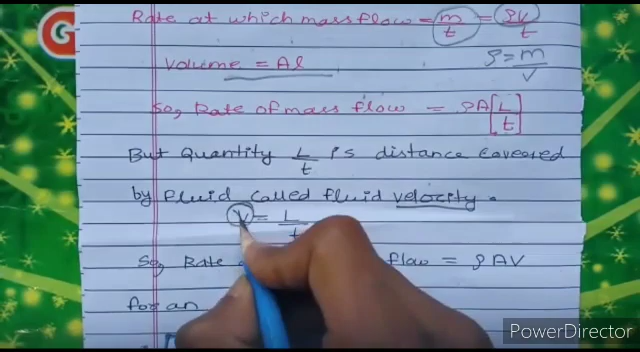 Rate at which mass flow = m/t = ρV/t
Volume = Al
ρ = m/V
So, Rate of mass flow = ρA[L/t]
But Quantity L/t is distance Coveered
by fluid called fluid velocity.
V = L/t
So, Rate o flow = ρAV
for an
PowerDirector